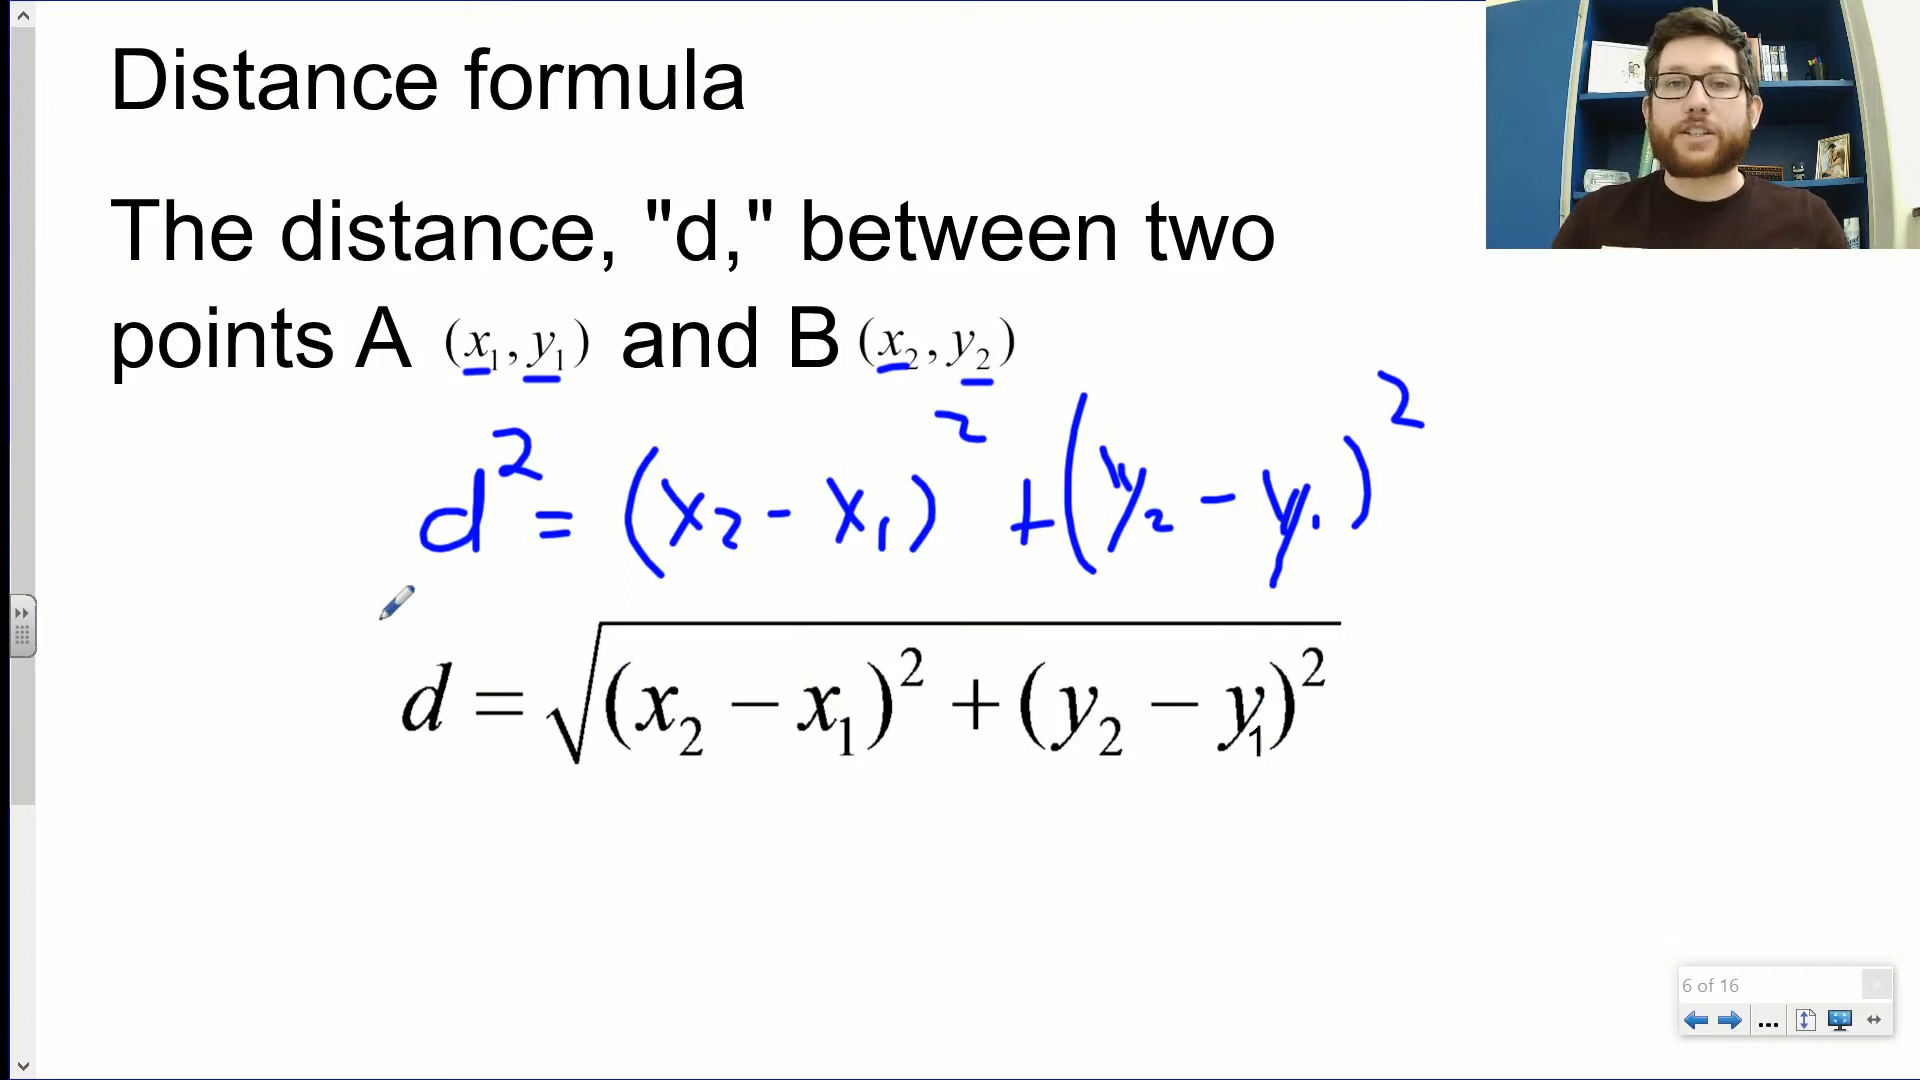 Distance formula
The distance, "d," between two
points A (x₁, y₁) and B (x₂, y₂)
d² = (x₂ - x₁)² + (y₂ - y₁)²
d = √(x₂ − x₁)² + (y₂ − y₁)²
6 of 16